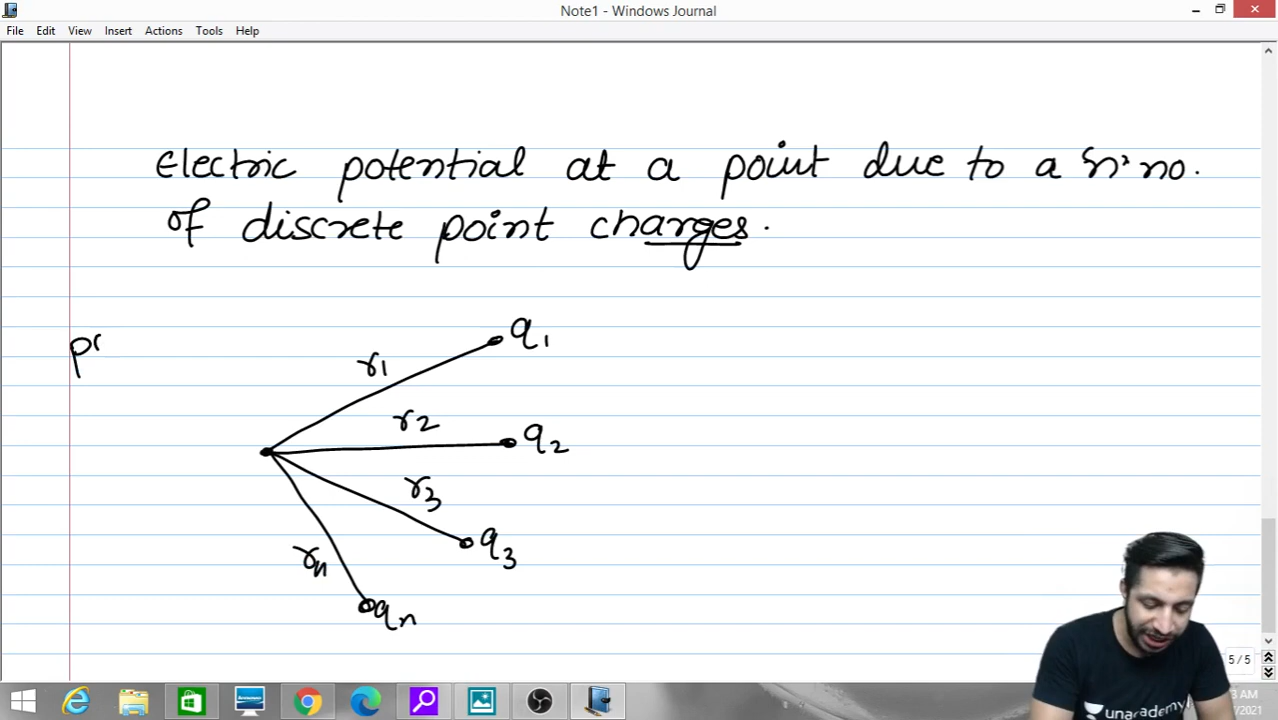 Note1 - Windows Journal
File Edit View Insert Actions Tools Help
Electric potential at a point due to a 'n' no.
of discrete point charges.
r1 q1
r2 q2
r3 q3
rn qn
5 / 5
unacademy